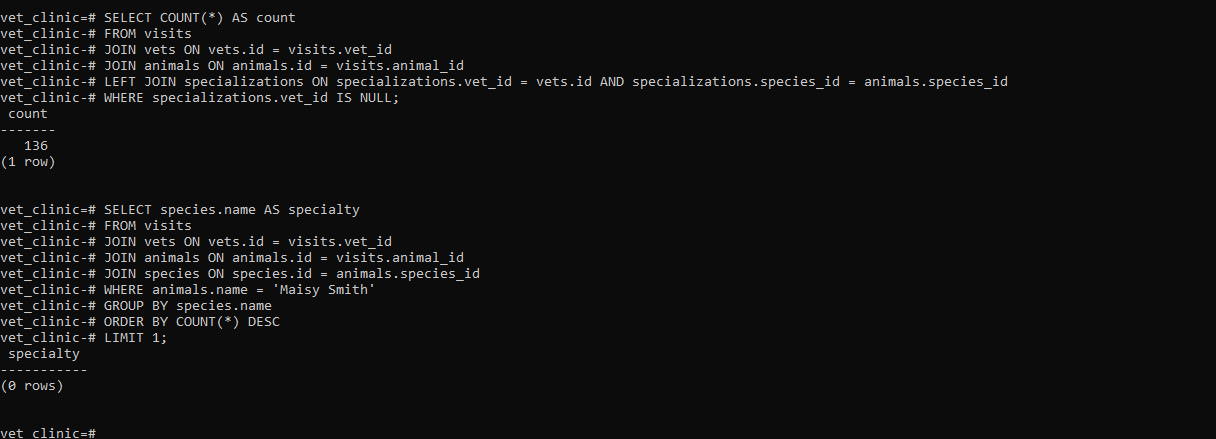 vet_clinic=# SELECT COUNT(*) AS count
vet_clinic-# FROM visits
vet_clinic-# JOIN vets ON vets.id = visits.vet_id
vet_clinic-# JOIN animals ON animals.id = visits.animal_id
vet_clinic-# LEFT JOIN specializations ON specializations.vet_id = vets.id AND specializations.species_id = animals.species_id
vet_clinic-# WHERE specializations.vet_id IS NULL;
 count
-------
   136
(1 row)
vet_clinic=# SELECT species.name AS specialty
vet_clinic-# FROM visits
vet_clinic-# JOIN vets ON vets.id = visits.vet_id
vet_clinic-# JOIN animals ON animals.id = visits.animal_id
vet_clinic-# JOIN species ON species.id = animals.species_id
vet_clinic-# WHERE animals.name = 'Maisy Smith'
vet_clinic-# GROUP BY species.name
vet_clinic-# ORDER BY COUNT(*) DESC
vet_clinic-# LIMIT 1;
 specialty
-----------
(0 rows)
vet_clinic=#